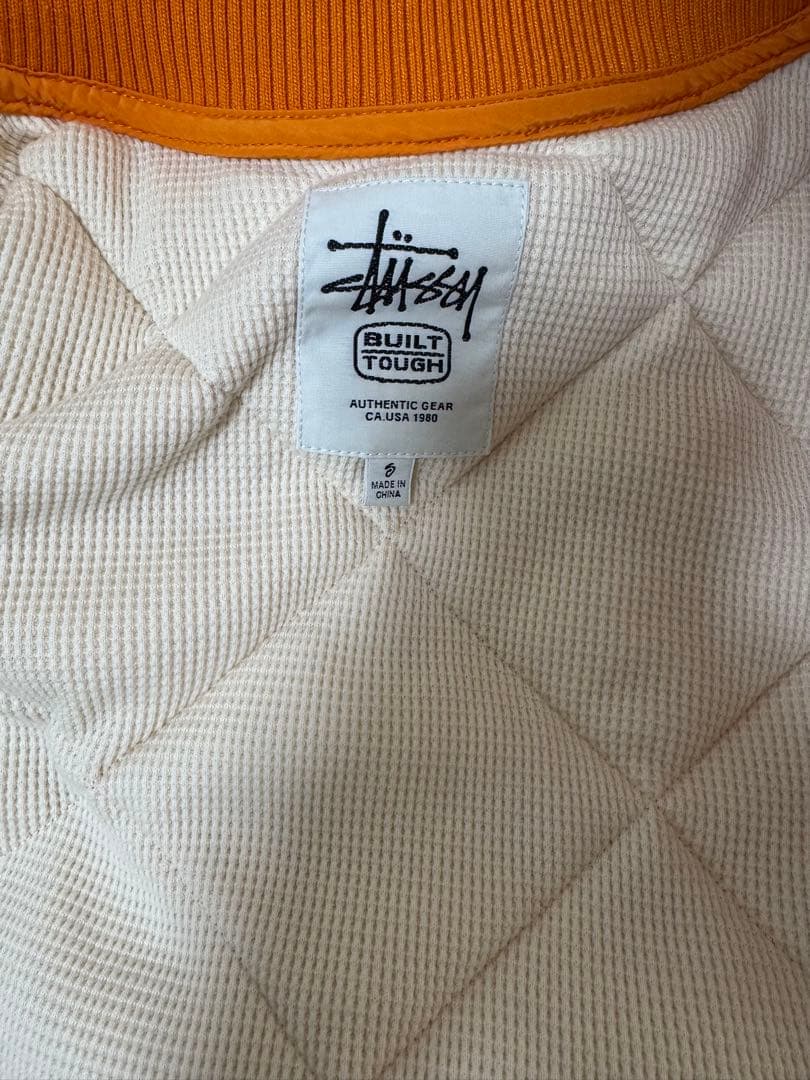 Stüssy
BUILT
TOUGH
AUTHENTIC GEAR
CA.USA 1980
S
MADE IN
CHINA